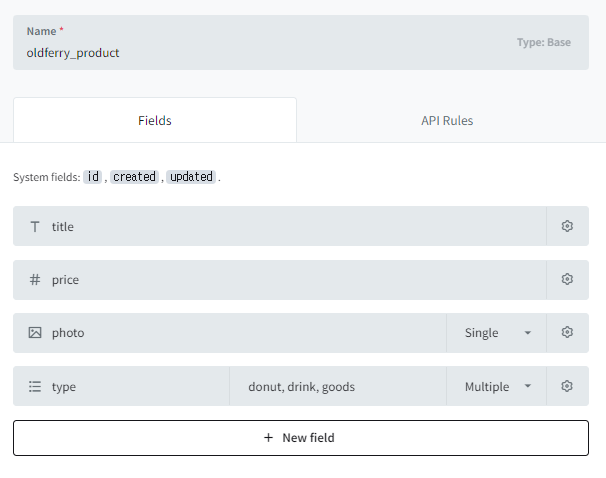 Name *
oldferry_product
Type: Base
Fields
API Rules
System fields: id , created , updated .
title
price
photo Single
type donut, drink, goods Multiple
+ New field